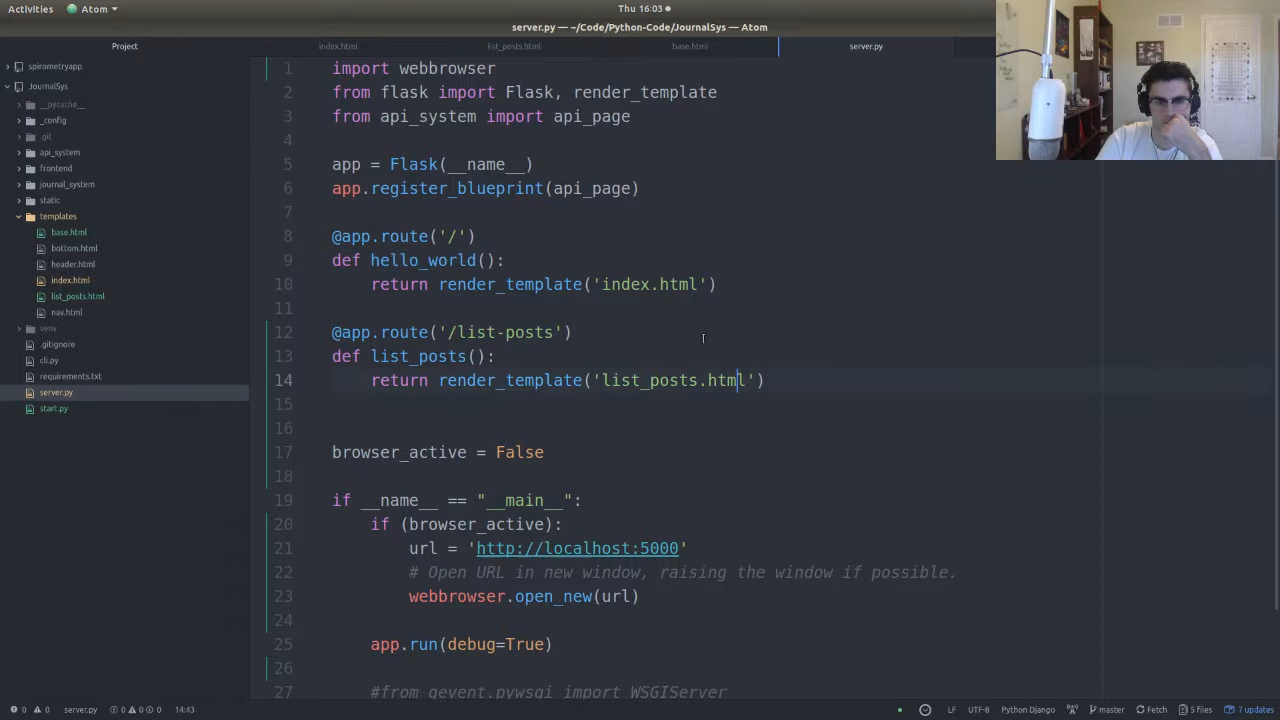 Activities
Atom
Thu 16:03
server.py — ~/Code/Python-Code/JournalSys — Atom
Project
index.html
list_posts.html
base.html
server.py
spirometryapp
JournalSys
__pycache__
_config
.git
api_system
frontend
journal_system
static
templates
base.html
bottom.html
header.html
index.html
list_posts.html
nav.html
venv
.gitignore
cli.py
requirements.txt
server.py
start.py
1 import webbrowser
2 from flask import Flask, render_template
3 from api_system import api_page
4
5 app = Flask(__name__)
6 app.register_blueprint(api_page)
7
8 @app.route('/')
9 def hello_world():
10 return render_template('index.html')
11
12 @app.route('/list-posts')
13 def list_posts():
14 return render_template('list_posts.html')
15
16
17 browser_active = False
18
19 if __name__ == "__main__":
20 if (browser_active):
21 url = 'http://localhost:5000'
22 # Open URL in new window, raising the window if possible.
23 webbrowser.open_new(url)
24
25 app.run(debug=True)
26
27 #from gevent.pywsgi import WSGIServer
0 0 server.py 0 0 0 14:43
LF UTF-8 Python Django master Fetch 5 files 7 updates